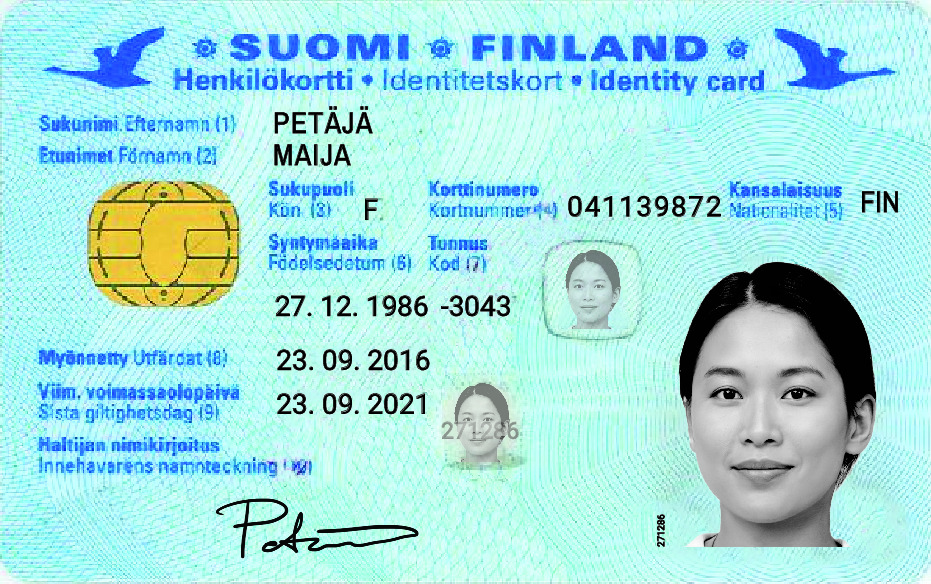 SUOMI FINLAND
Henkilökortti • Identitetskort • Identity card
Sukunimi Efternamn (1) PETÄJÄ
Etunimet Förnamn (2) MAIJA
Sukupuoli
Kön (3) F
Korttinumero
Kortnummer (4) 041139872
Kansalaisuus
Nationalitet (5) FIN
Syntymäaika
Födelsedatum (6)
Tunnus
Kod (7)
27. 12. 1986 -3043
Myönnetty Utfärdat (8) 23. 09. 2016
Viim. voimassaolopäivä
Sista giltighetsdag (9) 23. 09. 2021
271286
Haltijan nimikirjoitus
Innehavarens namnteckning (10)
271286